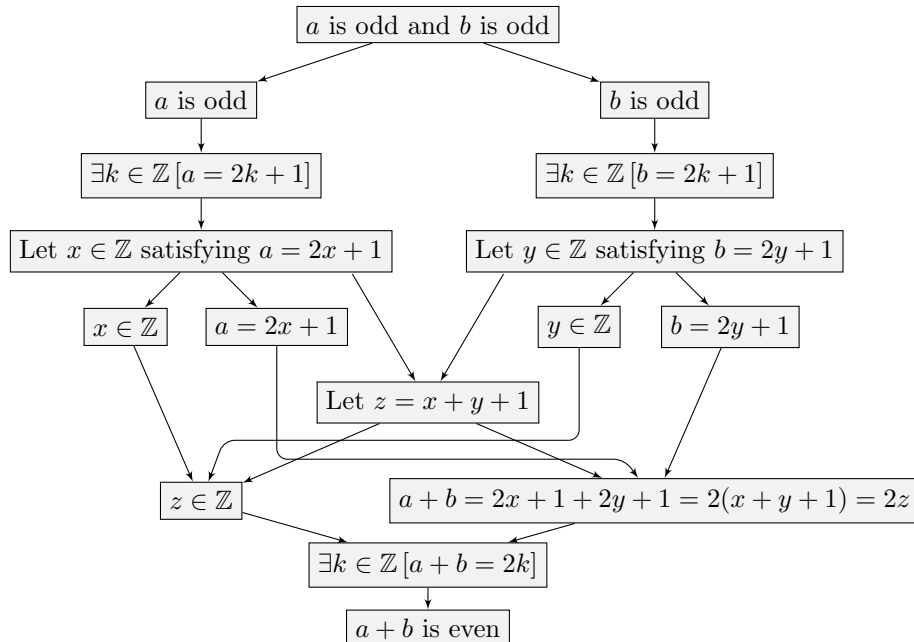 a is odd and b is odd
a is odd
b is odd
∃k ∈ ℤ [a = 2k + 1]
∃k ∈ ℤ [b = 2k + 1]
Let x ∈ ℤ satisfying a = 2x + 1
Let y ∈ ℤ satisfying b = 2y + 1
x ∈ ℤ
a = 2x + 1
y ∈ ℤ
b = 2y + 1
Let z = x + y + 1
z ∈ ℤ
a + b = 2x + 1 + 2y + 1 = 2(x + y + 1) = 2z
∃k ∈ ℤ [a + b = 2k]
a + b is even